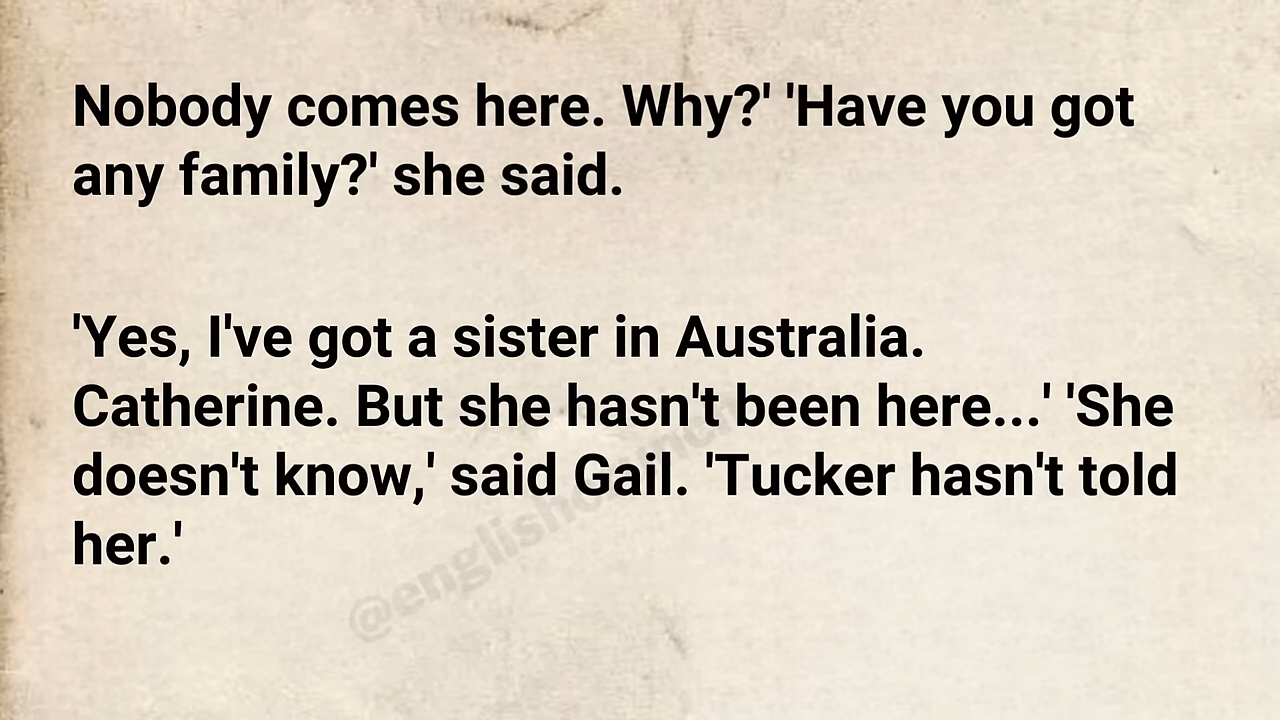 Nobody comes here. Why?' 'Have you got
any family?' she said.
'Yes, I've got a sister in Australia.
Catherine. But she hasn't been here...' 'She
doesn't know,' said Gail. 'Tucker hasn't told
her.'